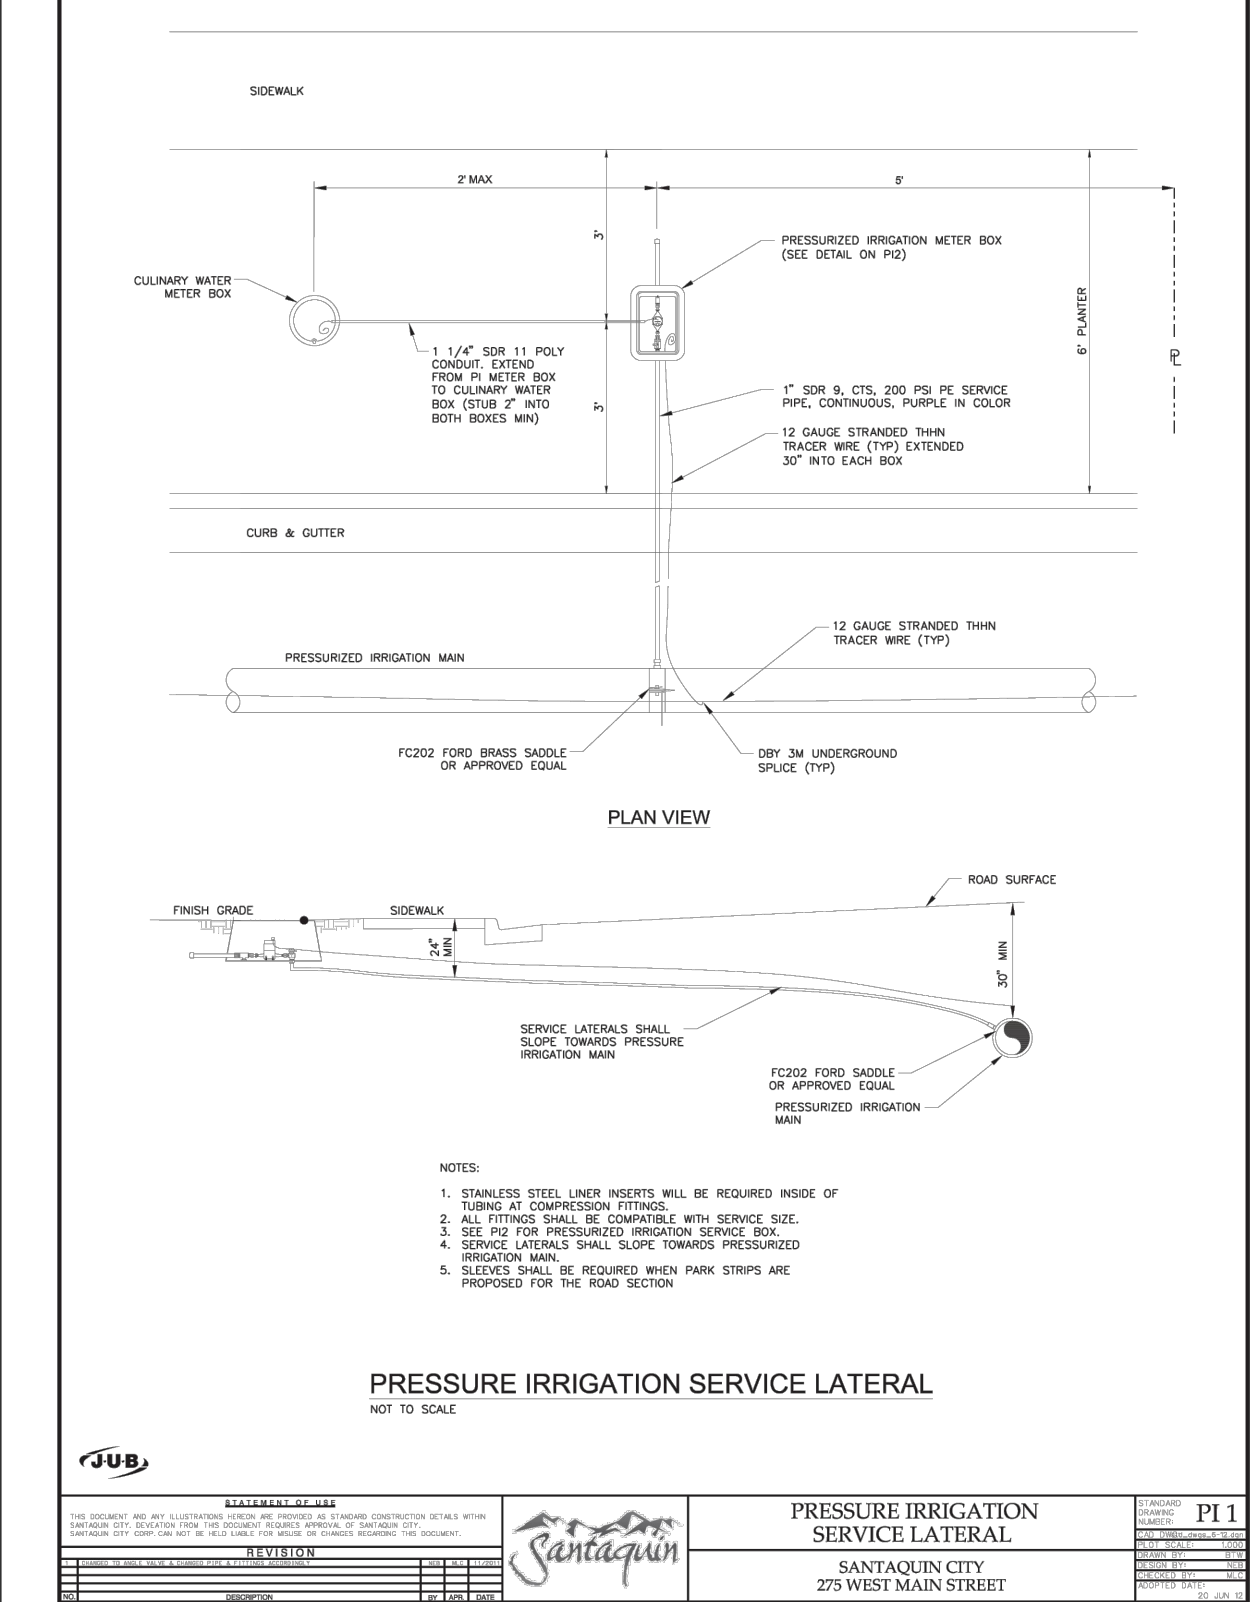 SIDEWALK
2' MAX
5'
3'
PRESSURIZED IRRIGATION METER BOX
(SEE DETAIL ON PI2)
CULINARY WATER
METER BOX
6' PLANTER
1 1/4" SDR 11 POLY
CONDUIT. EXTEND
FROM PI METER BOX
TO CULINARY WATER
BOX (STUB 2" INTO
BOTH BOXES MIN)
PL
3'
1" SDR 9, CTS, 200 PSI PE SERVICE
PIPE, CONTINUOUS, PURPLE IN COLOR
12 GAUGE STRANDED THHN
TRACER WIRE (TYP) EXTENDED
30" INTO EACH BOX
CURB & GUTTER
12 GAUGE STRANDED THHN
TRACER WIRE (TYP)
PRESSURIZED IRRIGATION MAIN
FC202 FORD BRASS SADDLE
OR APPROVED EQUAL
DBY 3M UNDERGROUND
SPLICE (TYP)
PLAN VIEW
ROAD SURFACE
FINISH GRADE
SIDEWALK
24"
MIN
30" MIN
SERVICE LATERALS SHALL
SLOPE TOWARDS PRESSURE
IRRIGATION MAIN
FC202 FORD SADDLE
OR APPROVED EQUAL
PRESSURIZED IRRIGATION
MAIN
NOTES:
1. STAINLESS STEEL LINER INSERTS WILL BE REQUIRED INSIDE OF
TUBING AT COMPRESSION FITTINGS.
2. ALL FITTINGS SHALL BE COMPATIBLE WITH SERVICE SIZE.
3. SEE PI2 FOR PRESSURIZED IRRIGATION SERVICE BOX.
4. SERVICE LATERALS SHALL SLOPE TOWARDS PRESSURIZED
IRRIGATION MAIN.
5. SLEEVES SHALL BE REQUIRED WHEN PARK STRIPS ARE
PROPOSED FOR THE ROAD SECTION
PRESSURE IRRIGATION SERVICE LATERAL
NOT TO SCALE
J·U·B
STATEMENT OF USE
THIS DOCUMENT AND ANY ILLUSTRATIONS HEREON ARE PROVIDED AS STANDARD CONSTRUCTION DETAILS WITHIN
SANTAQUIN CITY. DEVEATION FROM THIS DOCUMENT REQUIRES APPROVAL OF SANTAQUIN CITY.
SANTAQUIN CITY CORP. CAN NOT BE HELD LIABLE FOR MISUSE OR CHANGES REGARDING THIS DOCUMENT.
REVISION
1 CHANGED TO ANGLE VALVE & CHANGED PIPE & FITTINGS ACCORDINGLY NEB MLC 11/2011
NO. DESCRIPTION BY APR. DATE
Santaquin
PRESSURE IRRIGATION
SERVICE LATERAL
SANTAQUIN CITY
275 WEST MAIN STREET
STANDARD
DRAWING
NUMBER: PI 1
PLOT SCALE: 1.000
DRAWN BY: BTW
DESIGN BY: NEB
CHECKED BY: MLC
ADOPTED DATE:
20 JUN 12